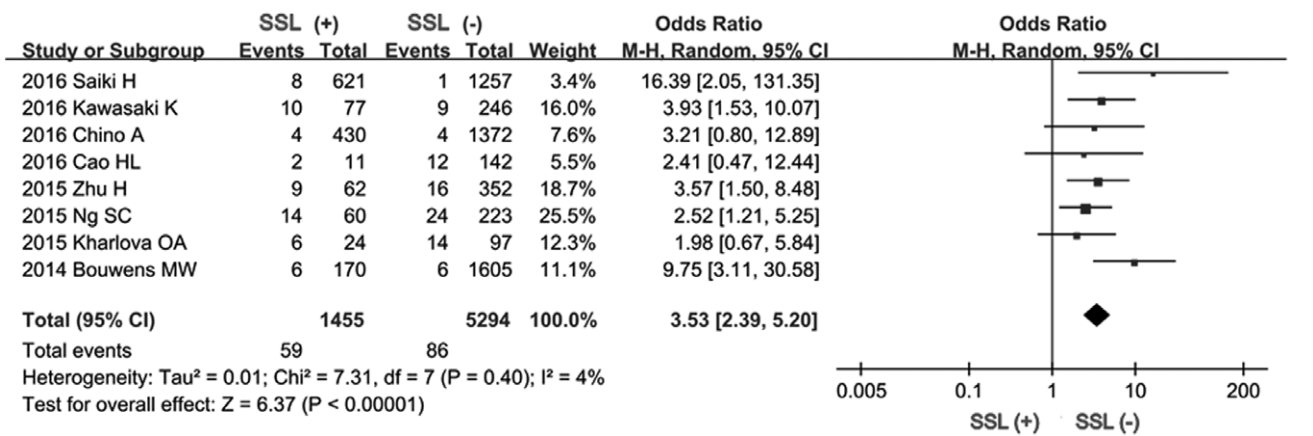 SSL (+) SSL (-) Odds Ratio Odds Ratio
Study or Subgroup Events Total Events Total Weight M-H, Random, 95% CI M-H, Random, 95% CI
2016 Saiki H 8 621 1 1257 3.4% 16.39 [2.05, 131.35]
2016 Kawasaki K 10 77 9 246 16.0% 3.93 [1.53, 10.07]
2016 Chino A 4 430 4 1372 7.6% 3.21 [0.80, 12.89]
2016 Cao HL 2 11 12 142 5.5% 2.41 [0.47, 12.44]
2015 Zhu H 9 62 16 352 18.7% 3.57 [1.50, 8.48]
2015 Ng SC 14 60 24 223 25.5% 2.52 [1.21, 5.25]
2015 Kharlova OA 6 24 14 97 12.3% 1.98 [0.67, 5.84]
2014 Bouwens MW 6 170 6 1605 11.1% 9.75 [3.11, 30.58]
Total (95% CI) 1455 5294 100.0% 3.53 [2.39, 5.20]
Total events 59 86
Heterogeneity: Tau² = 0.01; Chi² = 7.31, df = 7 (P = 0.40); I² = 4%
Test for overall effect: Z = 6.37 (P < 0.00001)
0.005 0.1 1 10 200
SSL (+) SSL (-)